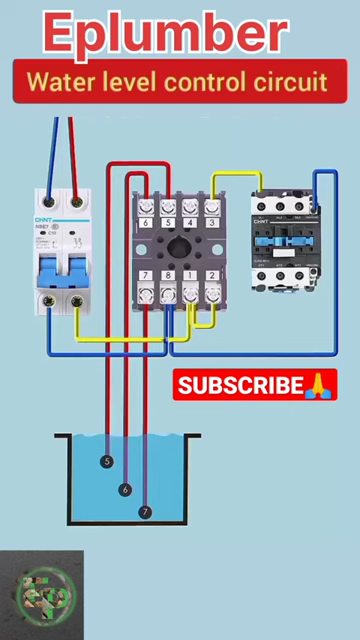 Eplumber
Water level control circuit
CHNT
6 5 4 3
CHNT
7 8 1 2
SUBSCRIBE🙏
5
6
7